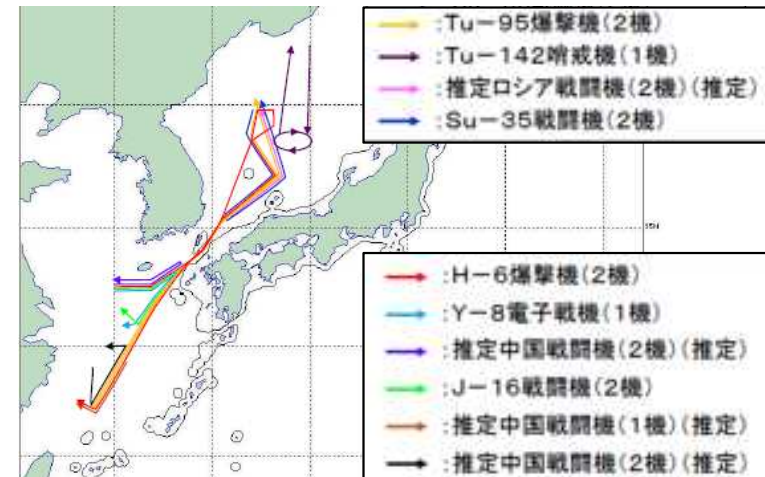 :Tu-95爆撃機(2機)
:Tu-142哨戒機(1機)
:推定ロシア戦闘機(2機)(推定)
:Su-35戦闘機(2機)
35N
:H-6爆撃機(2機)
:Y-8電子戦機(1機)
:推定中国戦闘機(2機)(推定)
:J-16戦闘機(2機)
:推定中国戦闘機(1機)(推定)
:推定中国戦闘機(2機)(推定)